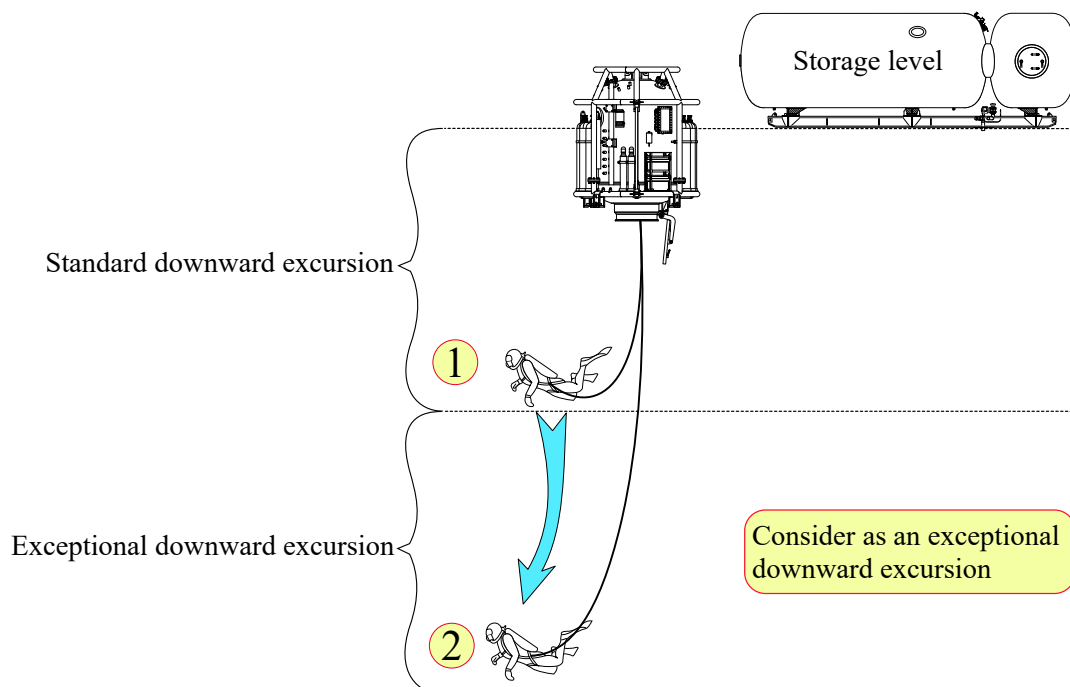 Storage level
Standard downward excursion
1
Exceptional downward excursion
Consider as an exceptional
downward excursion
2